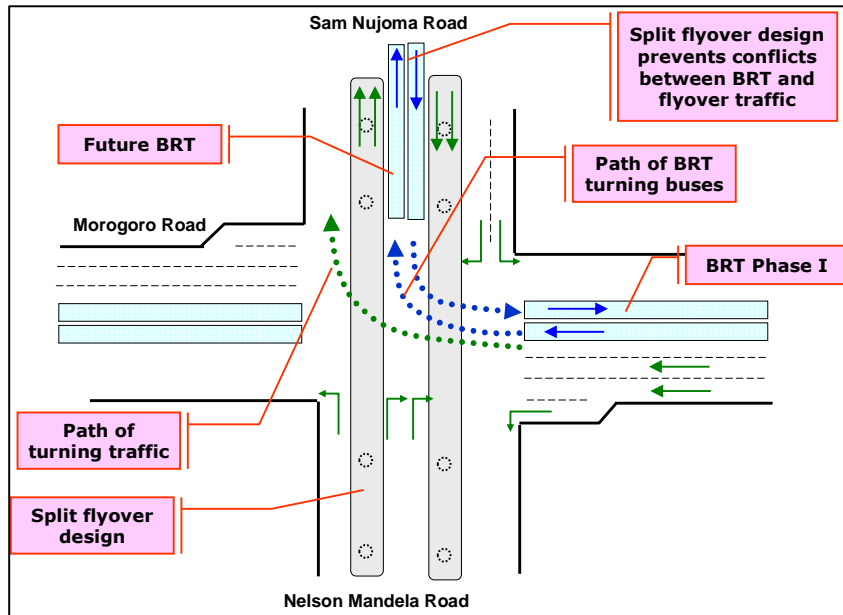 Sam Nujoma Road
Split flyover design
prevents conflicts
between BRT and
flyover traffic
Future BRT
Path of BRT
turning buses
Morogoro Road
BRT Phase I
Path of
turning traffic
Split flyover
design
Nelson Mandela Road